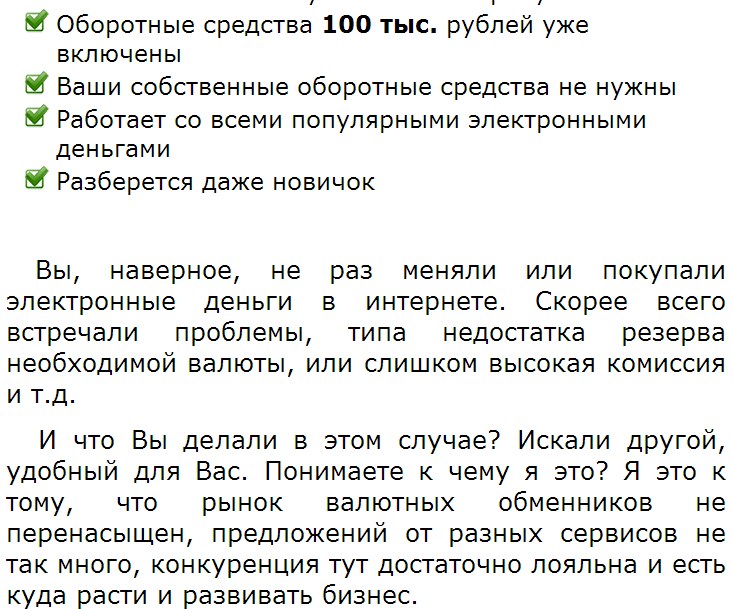 Оборотные средства 100 тыс. рублей уже
включены
Ваши собственные оборотные средства не нужны
Работает со всеми популярными электронными
деньгами
Разберется даже новичок
Вы, наверное, не раз меняли или покупали
электронные деньги в интернете. Скорее всего
встречали проблемы, типа недостатка резерва
необходимой валюты, или слишком высокая комиссия
и т.д.
И что Вы делали в этом случае? Искали другой,
удобный для Вас. Понимаете к чему я это? Я это к
тому, что рынок валютных обменников не
перенасыщен, предложений от разных сервисов не
так много, конкуренция тут достаточно лояльна и есть
куда расти и развивать бизнес.